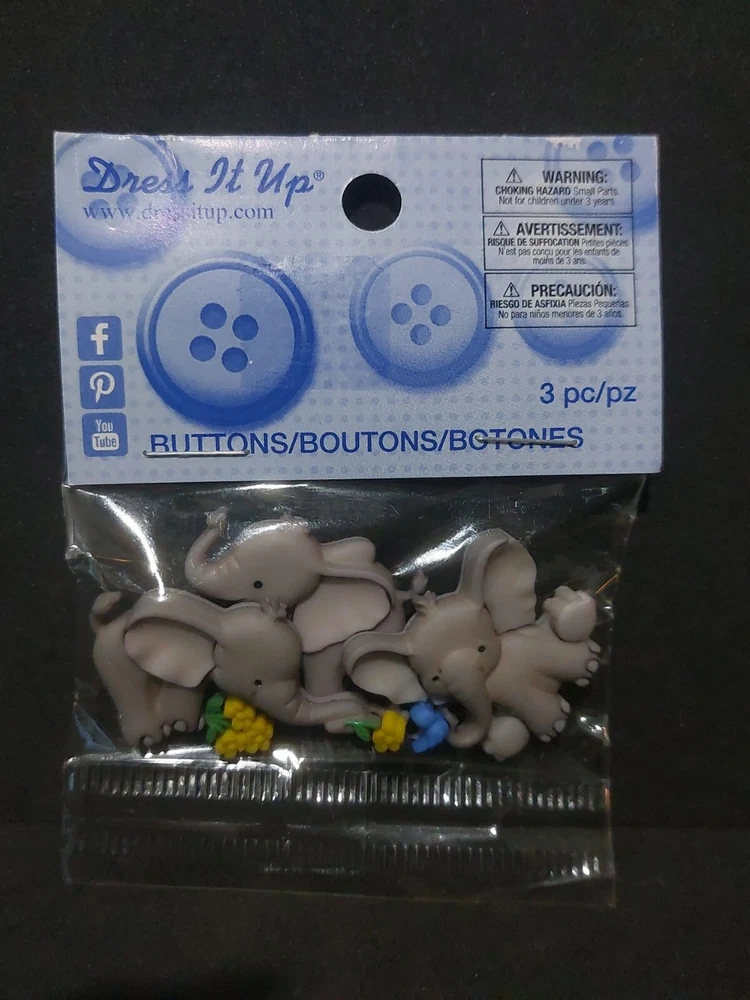 Dress It Up®
www.dressitup.com
WARNING:
CHOKING HAZARD Small Parts.
Not for children under 3 years.
AVERTISSEMENT:
RISQUE DE SUFFOCATION Petites pièces.
N'est pas conçu pour les enfants de
moins de 3 ans.
PRECAUCIÓN:
RIESGO DE ASFIXIA Piezas Pequeñas.
No para niños menores de 3 años.
f
P
You
Tube
3 pc/pz
BUTTONS/BOUTONS/BOTONES